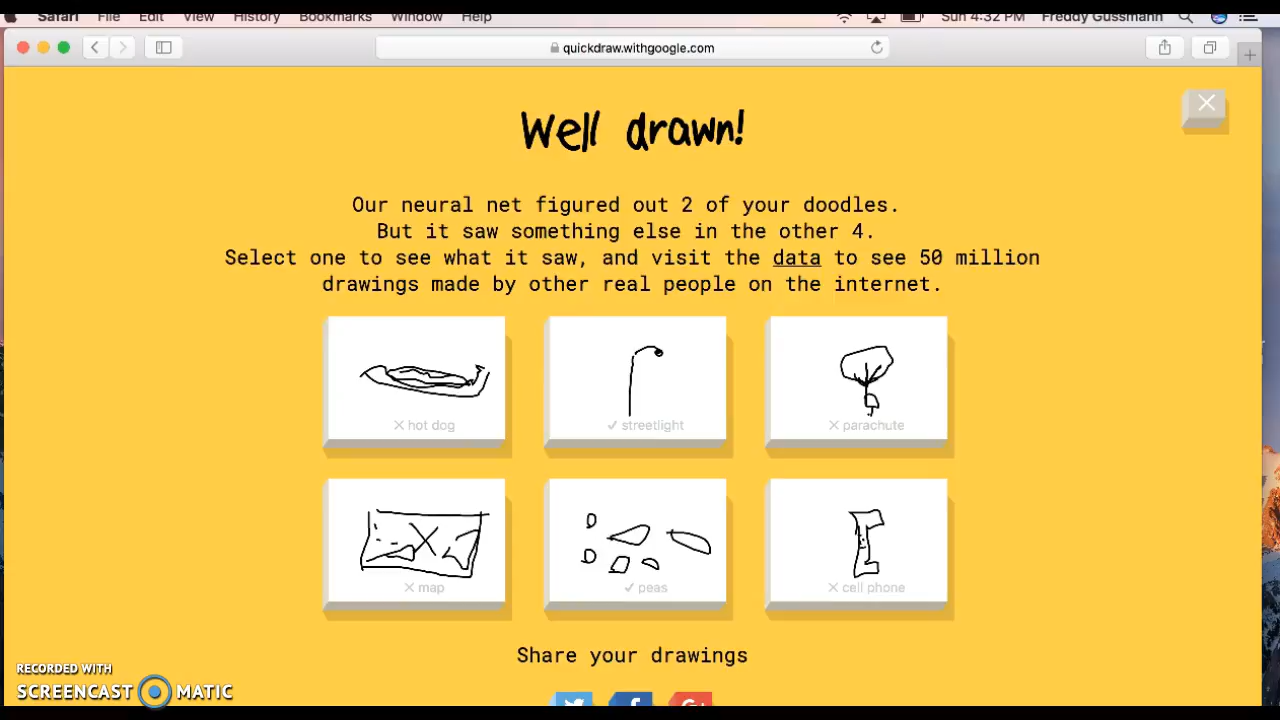 Safari File Edit View History Bookmarks Window Help Sun 4:32 PM Freddy Gussmann
quickdraw.withgoogle.com
Well drawn!
Our neural net figured out 2 of your doodles.
But it saw something else in the other 4.
Select one to see what it saw, and visit the data to see 50 million
drawings made by other real people on the internet.
× hot dog
✓ streetlight
× parachute
× map
✓ peas
× cell phone
Share your drawings
RECORDED WITH
SCREENCAST MATIC